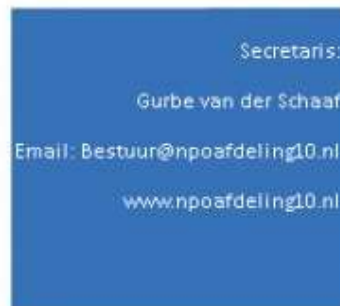 Secretaris:
Gurbe van der Schaaf
Email: Bestuur@npoafdeling10.nl
www.npoafdeling10.nl